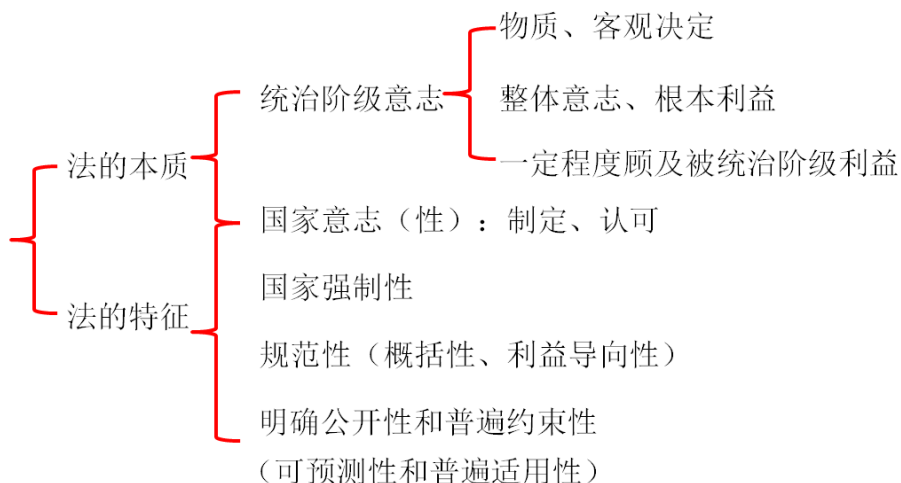 物质、客观决定
统治阶级意志
整体意志、根本利益
一定程度顾及被统治阶级利益
法的本质
国家意志（性）：制定、认可
国家强制性
法的特征
规范性（概括性、利益导向性）
明确公开性和普遍约束性
（可预测性和普遍适用性）